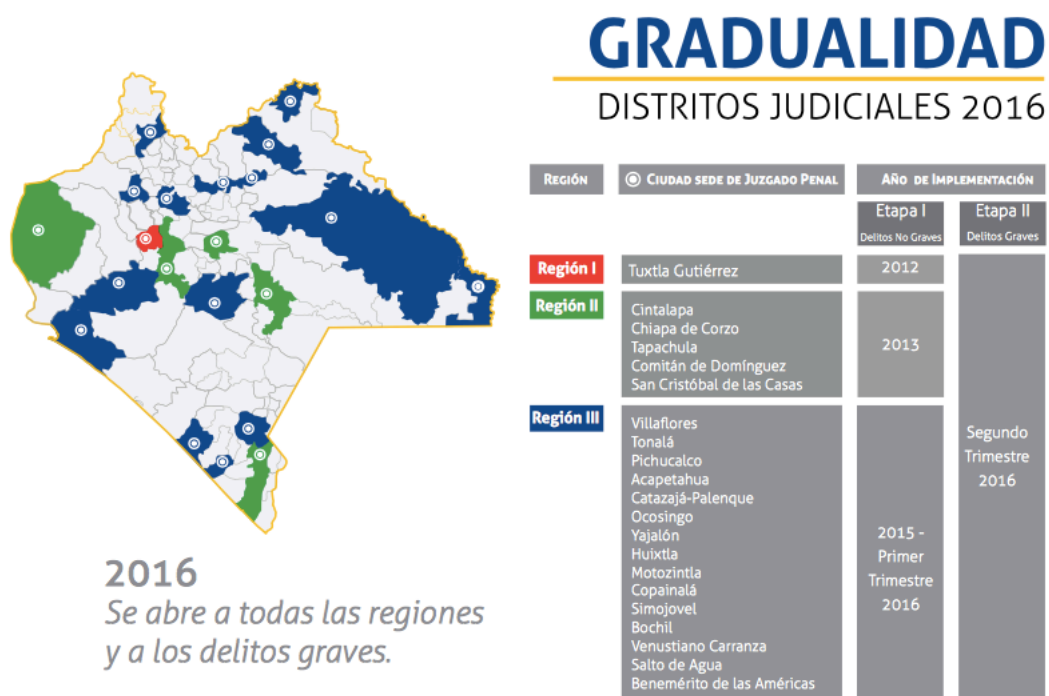 GRADUALIDAD
DISTRITOS JUDICIALES 2016
REGIÓN
CIUDAD SEDE DE JUZGADO PENAL
AÑO DE IMPLEMENTACIÓN
Etapa I
Delitos No Graves
Etapa II
Delitos Graves
Región I
Tuxtla Gutiérrez
2012
Región II
Cintalapa
Chiapa de Corzo
Tapachula
Comitán de Domínguez
San Cristóbal de las Casas
2013
Región III
Villaflores
Tonalá
Pichucalco
Acapetahua
Catazajá-Palenque
Ocosingo
Yajalón
Huixtla
Motozintla
Copainalá
Simojovel
Bochil
Venustiano Carranza
Salto de Agua
Benemérito de las Américas
2015 -
Primer
Trimestre
2016
Segundo
Trimestre
2016
2016
Se abre a todas las regiones
y a los delitos graves.